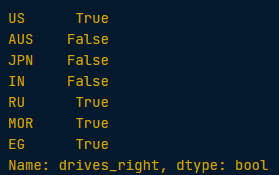 US      True
AUS    False
JPN    False
IN     False
RU      True
MOR     True
EG      True
Name: drives_right, dtype: bool